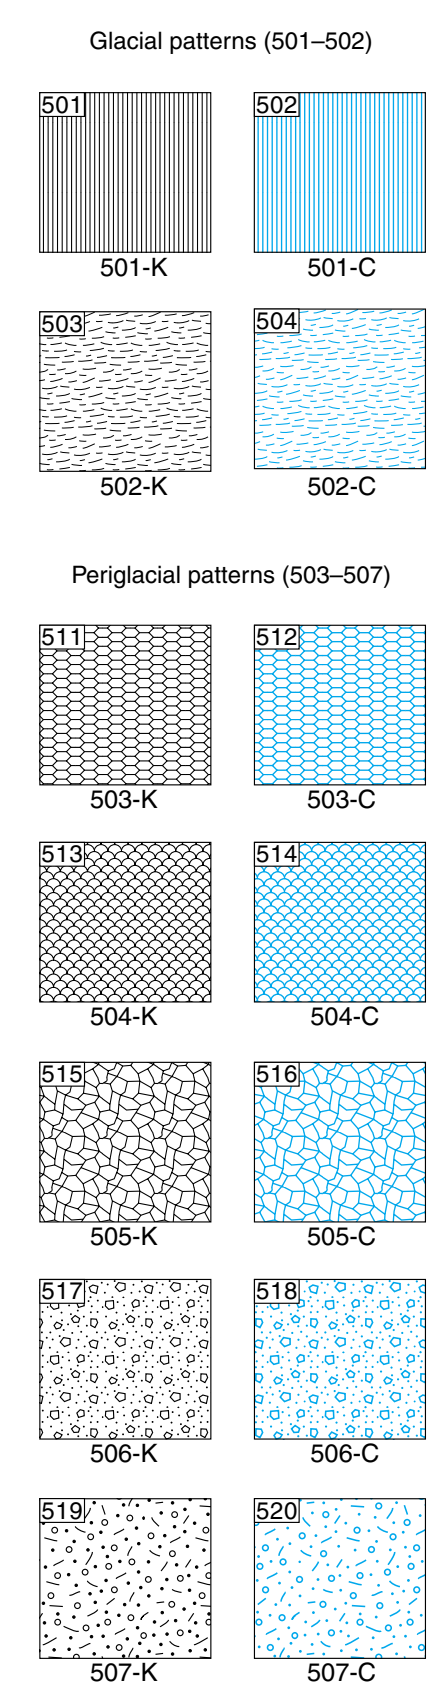 Glacial patterns (501–502)
501 502
501-K 501-C
503 504
502-K 502-C
Periglacial patterns (503–507)
511 512
503-K 503-C
513 514
504-K 504-C
515 516
505-K 505-C
517 518
506-K 506-C
519 520
507-K 507-C